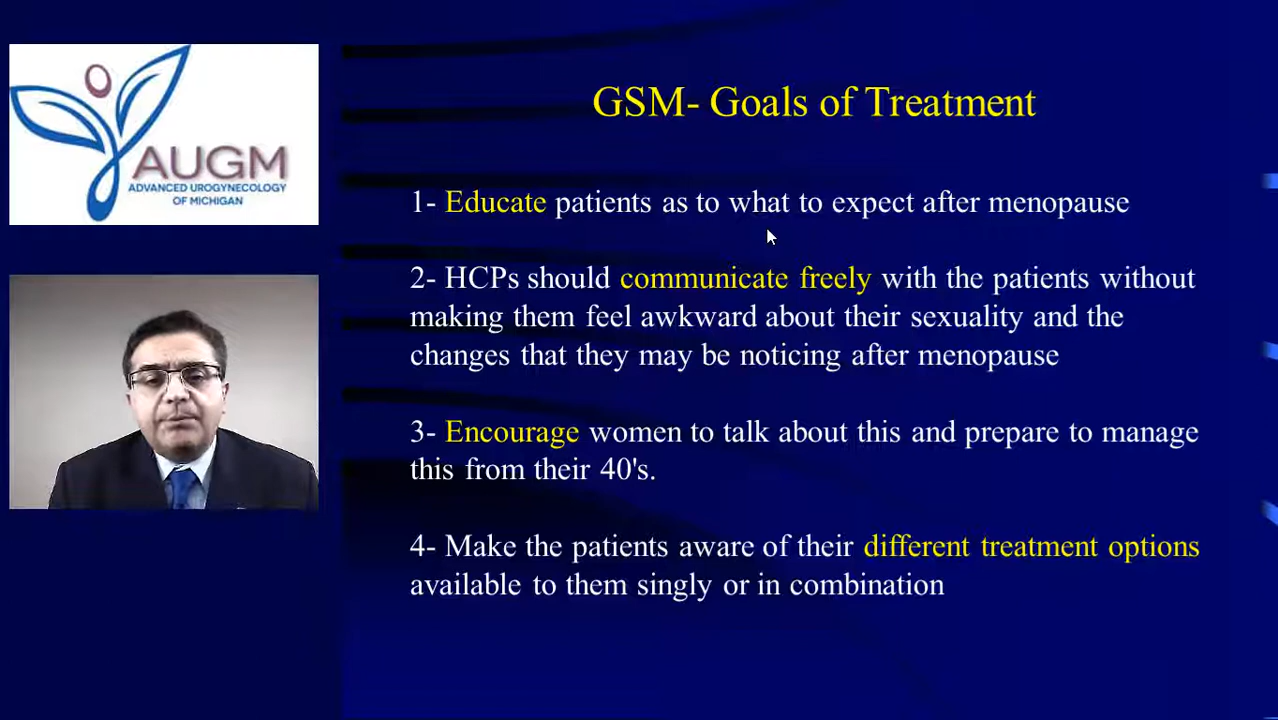 AUGM
ADVANCED UROGYNECOLOGY
OF MICHIGAN
GSM- Goals of Treatment
1- Educate patients as to what to expect after menopause
2- HCPs should communicate freely with the patients without
making them feel awkward about their sexuality and the
changes that they may be noticing after menopause
3- Encourage women to talk about this and prepare to manage
this from their 40's.
4- Make the patients aware of their different treatment options
available to them singly or in combination